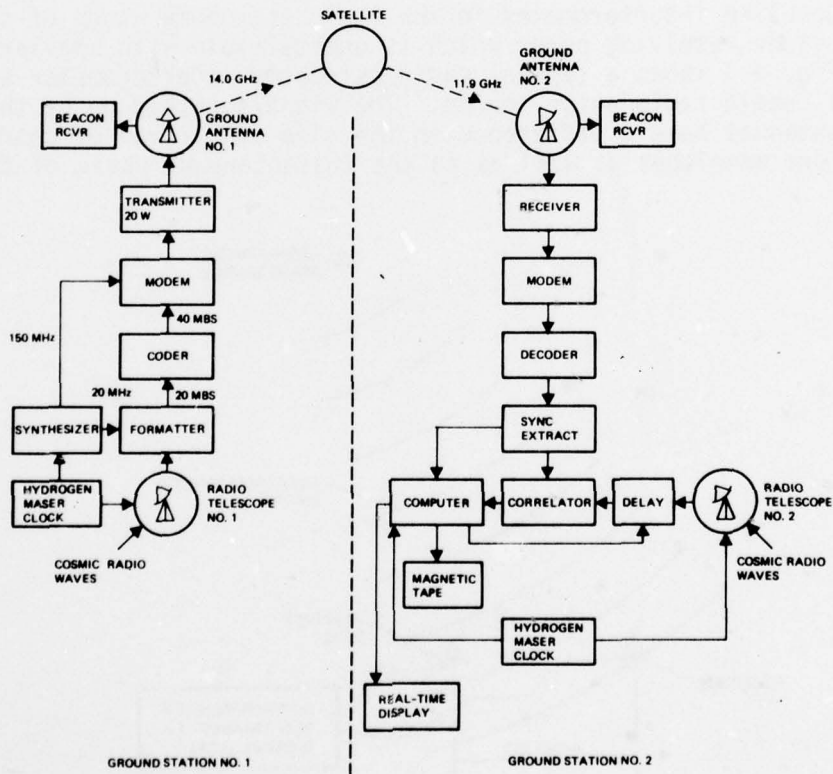 SATELLITE
14.0 GHz
11.9 GHz
GROUND
ANTENNA
NO. 2
BEACON
RCVR
GROUND
ANTENNA
NO. 1
BEACON
RCVR
TRANSMITTER
20 W
RECEIVER
MODEM
MODEM
40 MBS
150 MHz
CODER
DECODER
20 MHz
20 MBS
SYNTHESIZER
FORMATTER
SYNC
EXTRACT
HYDROGEN
MASER
CLOCK
RADIO
TELESCOPE
NO. 1
COMPUTER
CORRELATOR
DELAY
RADIO
TELESCOPE
NO. 2
COSMIC RADIO
WAVES
COSMIC RADIO
WAVES
MAGNETIC
TAPE
HYDROGEN
MASER
CLOCK
REAL-TIME
DISPLAY
GROUND STATION NO. 1
GROUND STATION NO. 2